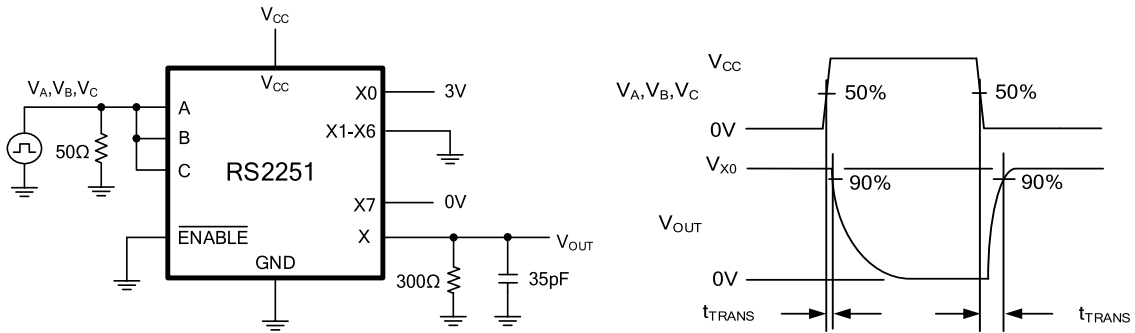 VCC
VCC
VA,VB,VC
A
B
C
50Ω
RS2251
X0
3V
X1-X6
X7
0V
ENABLE
X
VOUT
GND
300Ω
35pF
VCC
VA,VB,VC
50%
50%
0V
VX0
90%
90%
VOUT
0V
tTRANS
tTRANS